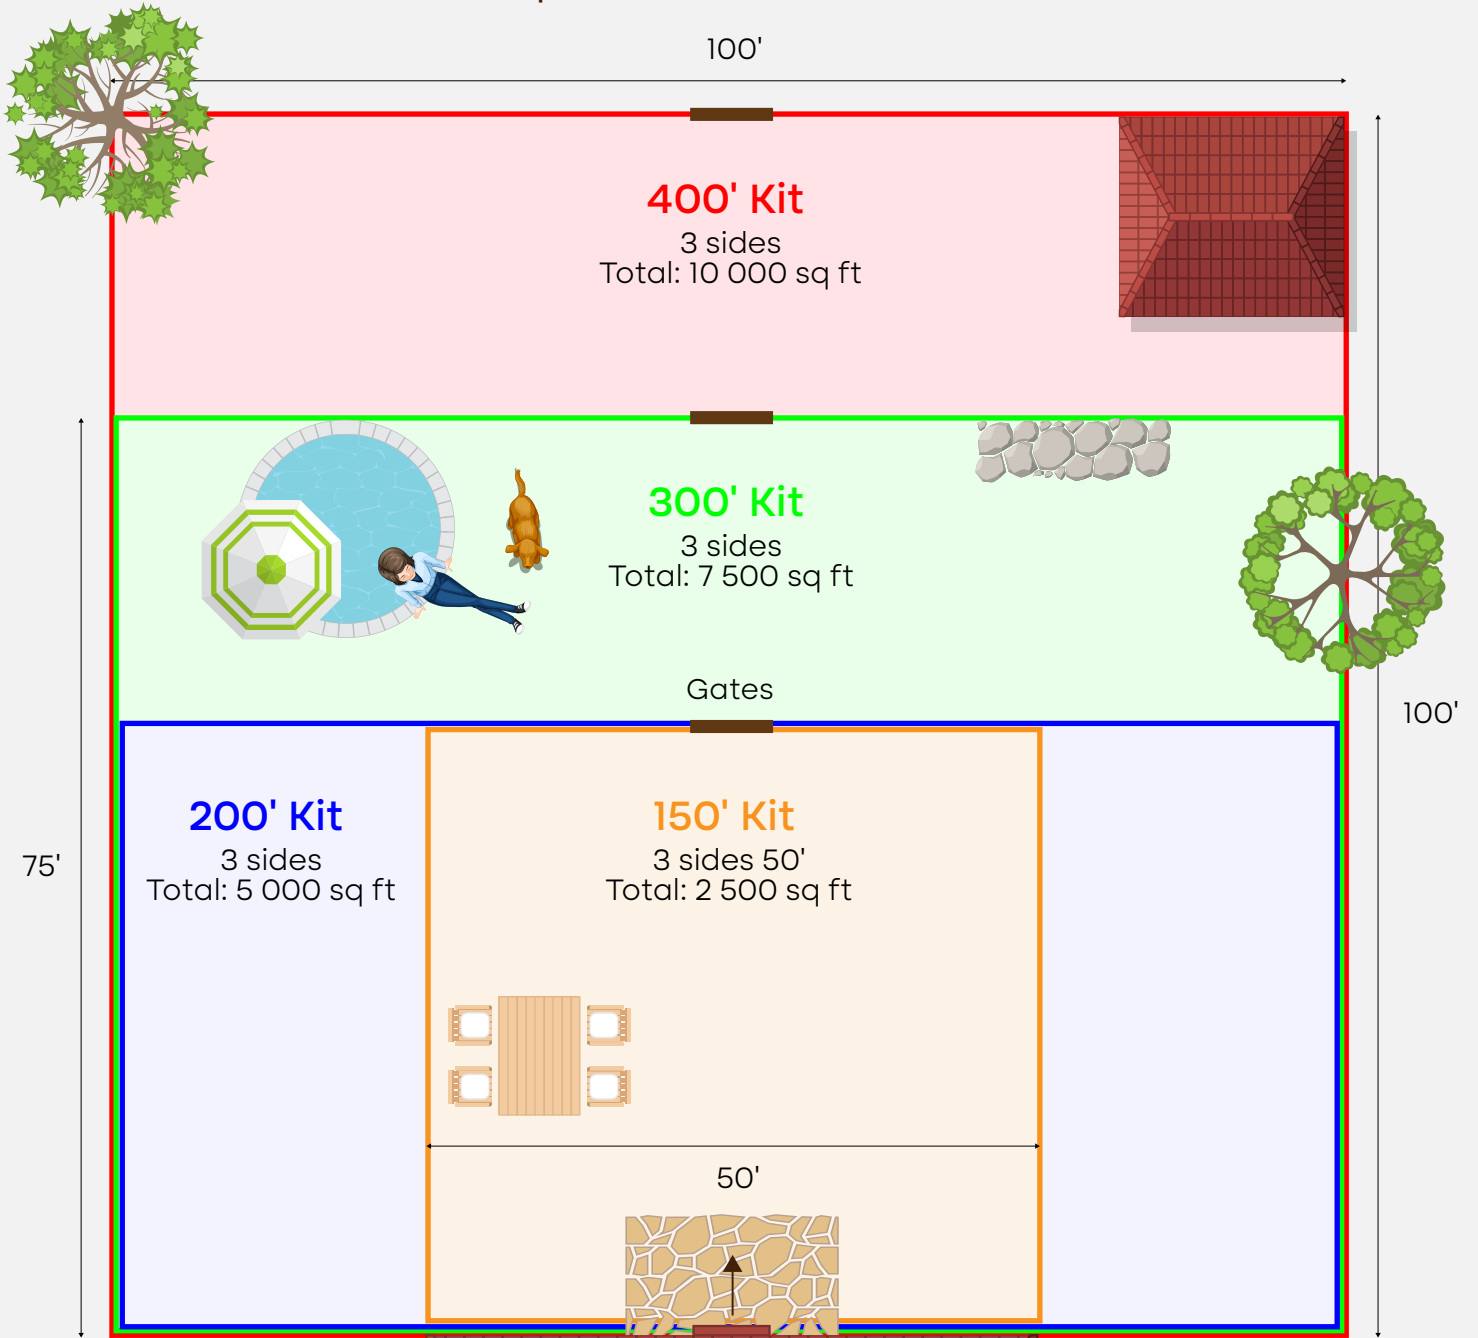 100'
400' Kit
3 sides
Total: 10 000 sq ft
300' Kit
3 sides
Total: 7 500 sq ft
Gates
100'
200' Kit
3 sides
Total: 5 000 sq ft
150' Kit
3 sides 50'
Total: 2 500 sq ft
75'
50'